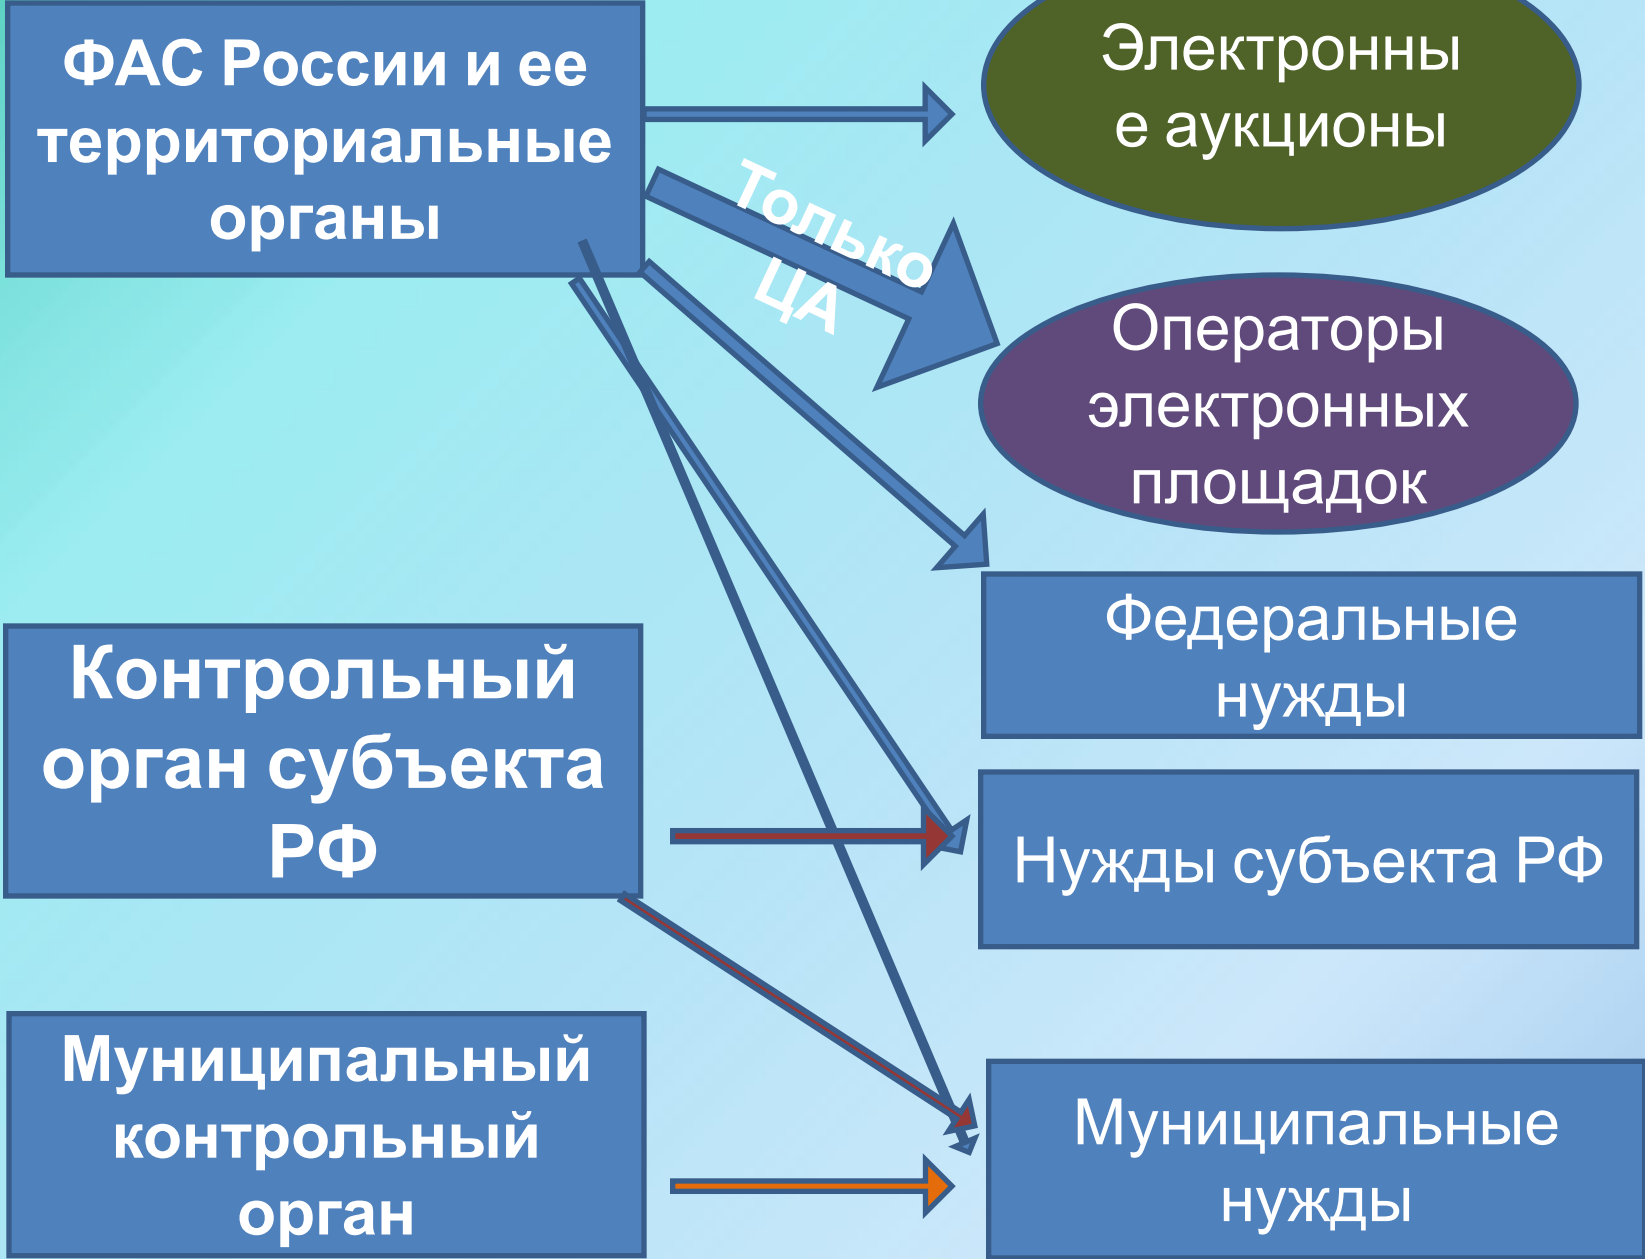 ФАС России и ее
территориальные
органы
Электронны
е аукционы
Только
ЦА
Операторы
электронных
площадок
Федеральные
нужды
Контрольный
орган субъекта
РФ
Нужды субъекта РФ
Муниципальный
контрольный
орган
Муниципальные
нужды